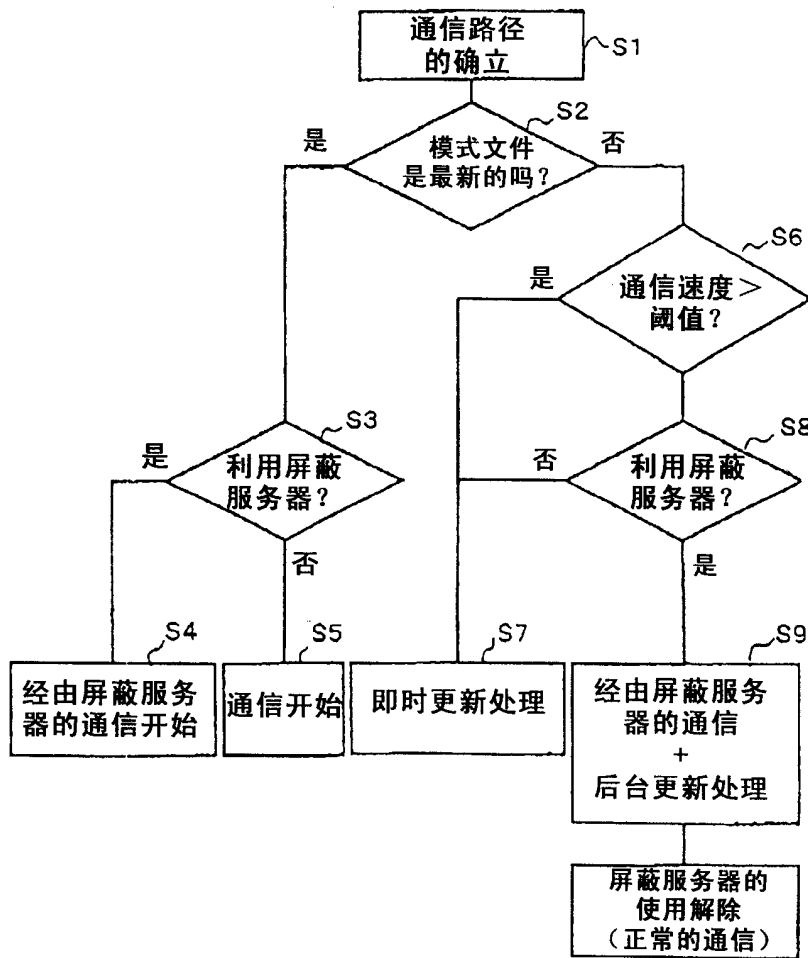 通信路径
的确立
S1
S2
是
模式文件
是最新的吗？
否
S6
是
通信速度＞
阈值？
S3
是
利用屏蔽
服务器？
否
S8
否
利用屏蔽
服务器？
是
S4
经由屏蔽服务
器的通信开始
S5
通信开始
S7
即时更新处理
S9
经由屏蔽服务
器的通信
+
后台更新处理
屏蔽服务器的
使用解除
（正常的通信）